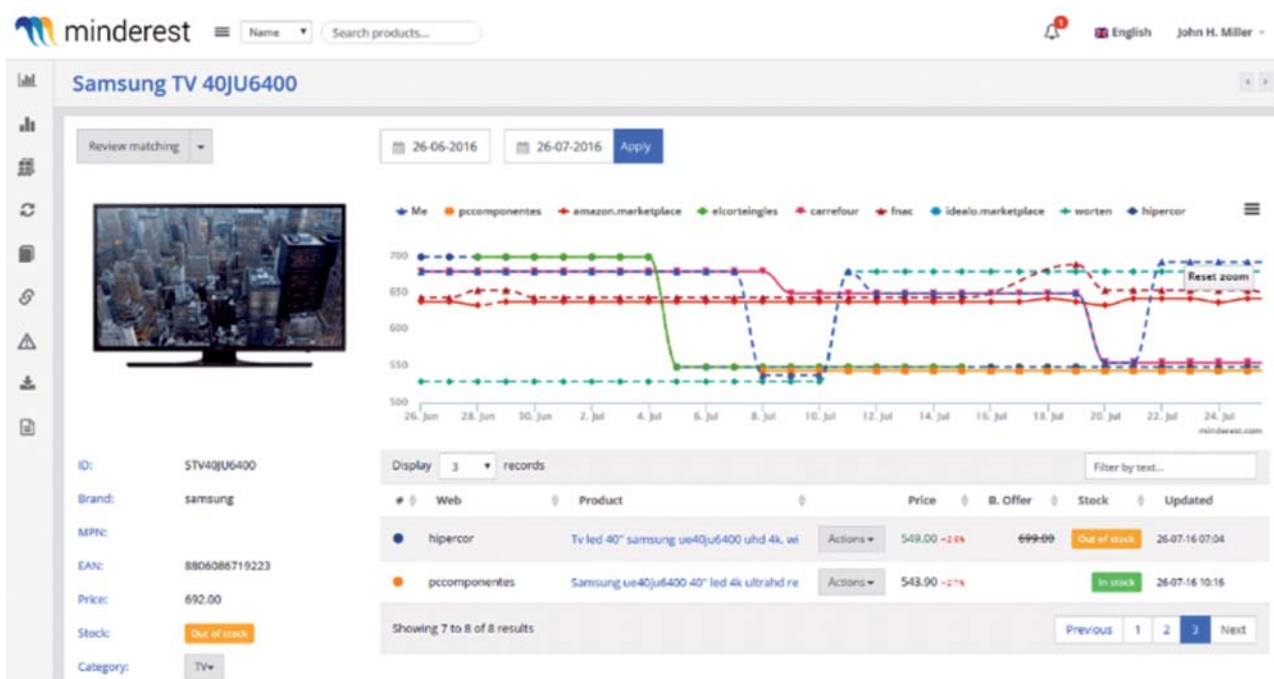 minderest Name Search products... 1 English John H. Miller
Samsung TV 40JU6400
Review matching 26-06-2016 26-07-2016 Apply
Me pccomponentes amazon.marketplace elcorteingles carrefour fnac idealo.marketplace worten hipercor
700
Reset zoom
650
600
550
500
26. Jun 28. Jun 30. Jun 2. Jul 4. Jul 6. Jul 8. Jul 10. Jul 12. Jul 14. Jul 16. Jul 18. Jul 20. Jul 22. Jul 24. Jul
minderest.com
ID: STV40JU6400
Brand: samsung
MPN:
EAN: 8806086719223
Price: 692.00
Stock: Out of stock
Category: TV
Display 3 records Filter by text...
# Web Product Price B. Offer Stock Updated
hipercor Tv led 40" samsung ue40ju6400 uhd 4k, wi Actions 549.00 699.00 Out of stock 26-07-16 07:04
pccomponentes Samsung ue40ju6400 40" led 4k ultrahd re Actions 543.90 In stock 26-07-16 10:16
Showing 7 to 8 of 8 results Previous 1 2 3 Next